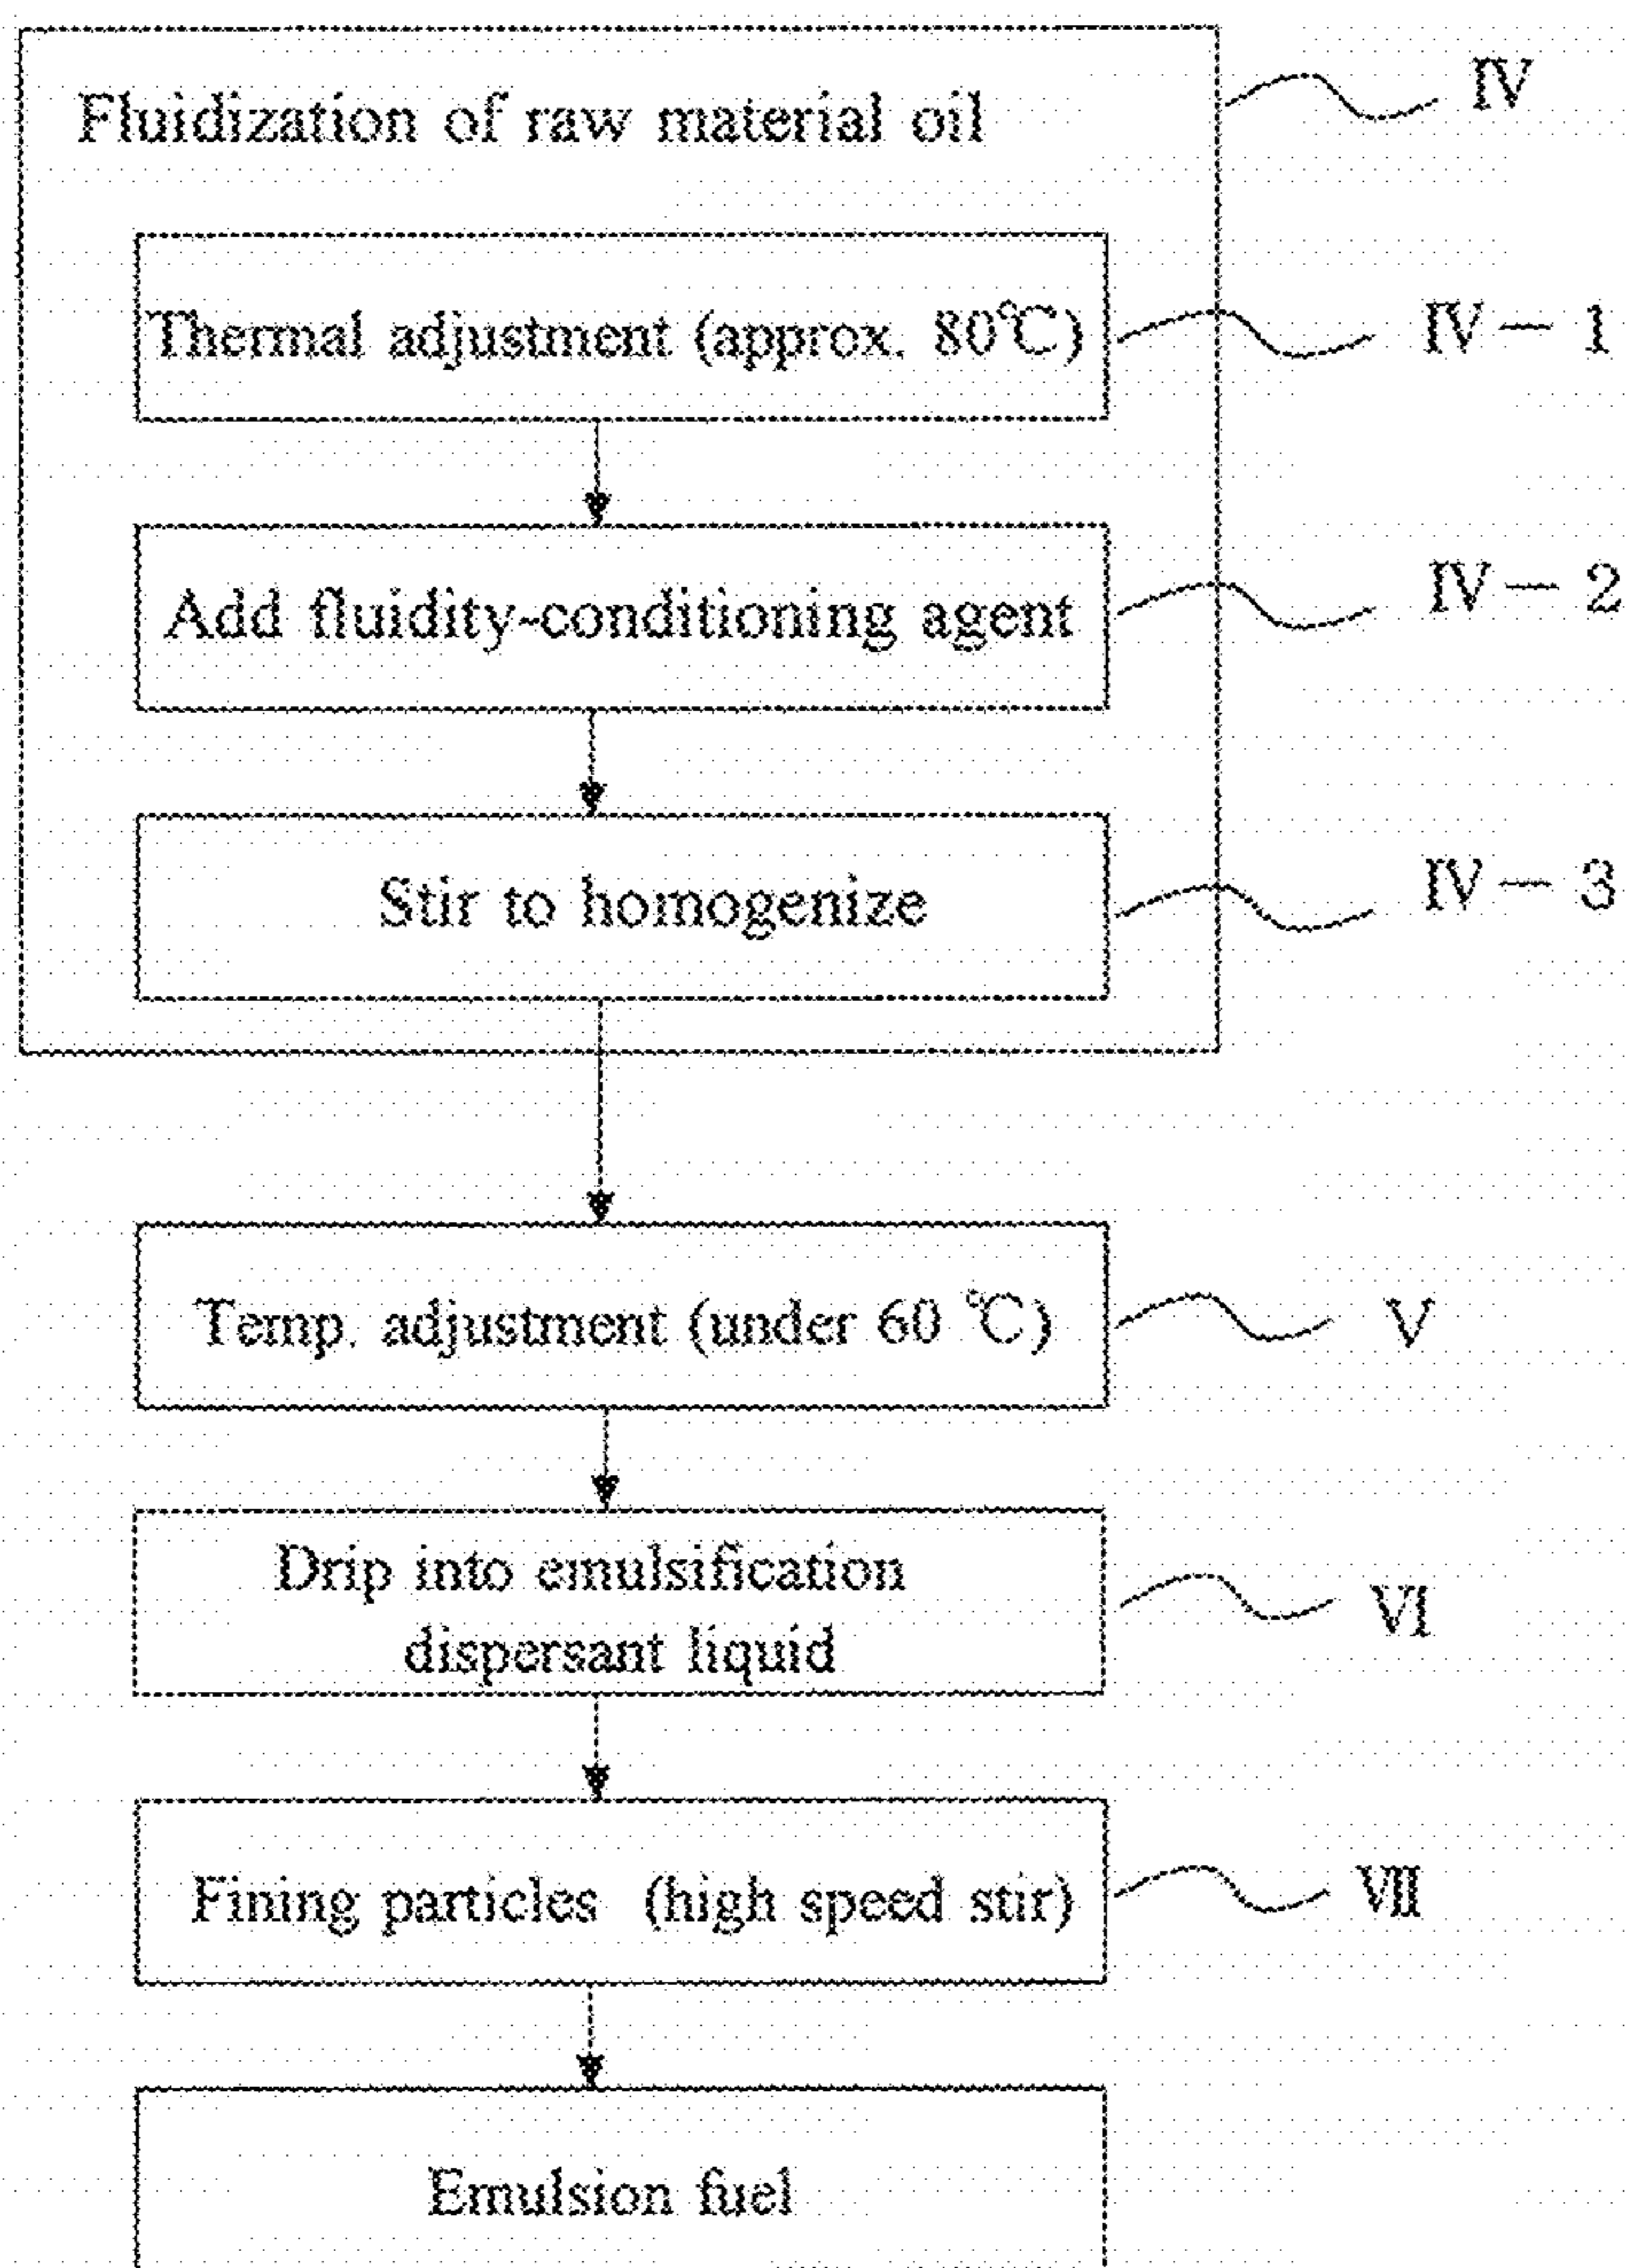 Fluidization of raw material oil
IV
Thermal adjustment (approx. 80℃)
IV－1
Add fluidity-conditioning agent
IV－2
Stir to homogenize
IV－3
Temp. adjustment (under 60 ℃)
V
Drip into emulsification
dispersant liquid
VI
Fining particles (high speed stir)
VII
Emulsion fuel